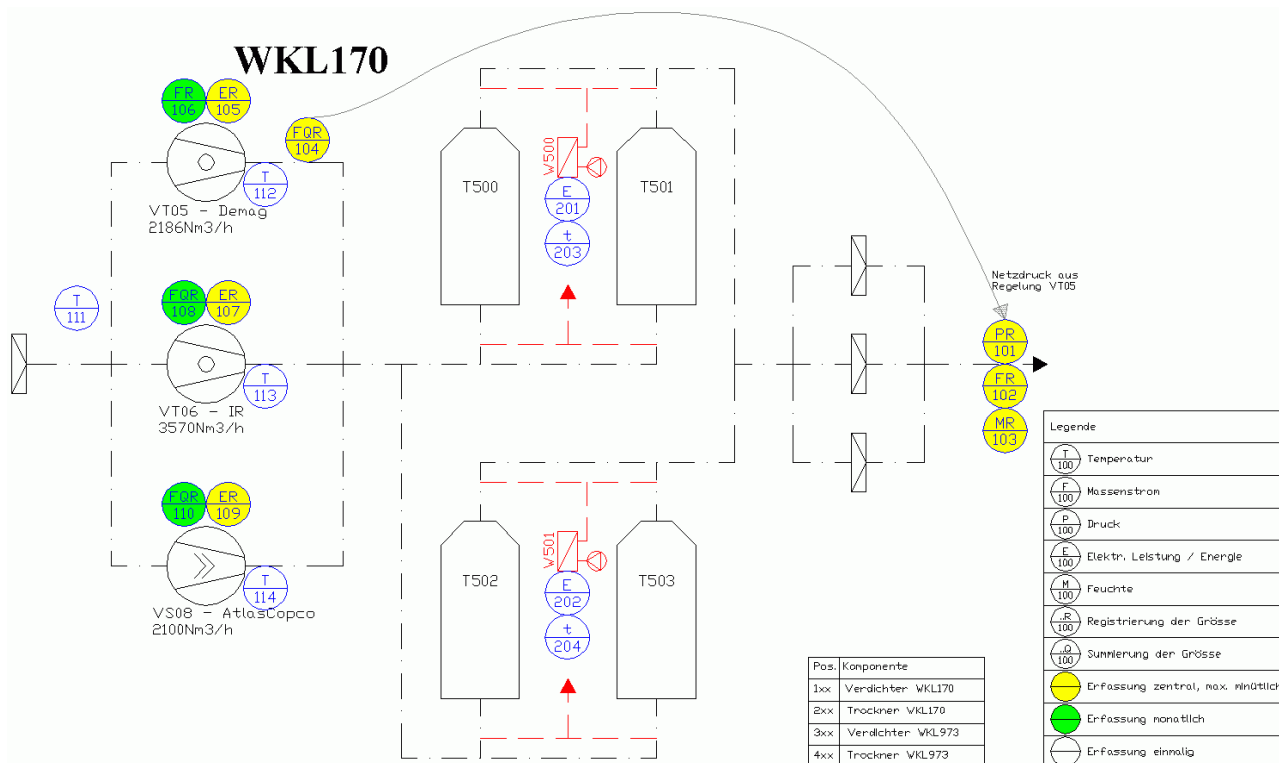 WKL170
FR
106
ER
105
FQR
104
T
112
VT05 - Demag
2186Nm3/h
T
111
FQR
108
ER
107
T
113
VT06 - IR
3570Nm3/h
FQR
110
ER
109
T
114
VS08 - AtlasCopco
2100Nm3/h
T500
W500
E
201
t
203
T501
T502
W501
E
202
t
204
T503
Netzdruck aus
Regelung VT05
PR
101
FR
102
MR
103
Pos. Komponente
1xx Verdichter WKL170
2xx Trockner WKL170
3xx Verdichter WKL973
4xx Trockner WKL973
Legende
T
100 Temperatur
F
100 Massenstrom
P
100 Druck
E
100 Elektr. Leistung / Energie
M
100 Feuchte
..R
100 Registrierung der Grösse
..Q
100 Summierung der Grösse
Erfassung zentral, max. minütlich
Erfassung monatlich
Erfassung einmalig